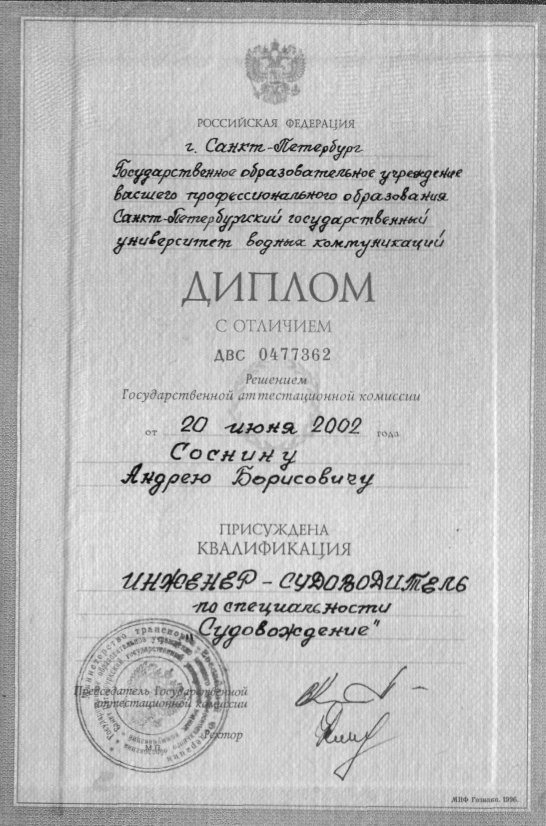 РОССИЙСКАЯ ФЕДЕРАЦИЯ
г. Санкт-Петербург
Государственное образовательное учреждение
высшего профессионального образования
Санкт-Петербургский государственный
университет водных коммуникаций
ДИПЛОМ
С ОТЛИЧИЕМ
ДВС 0477362
Решением
Государственной аттестационной комиссии
от 20 июня 2002 года
Соснину
Андрею Борисовичу
ПРИСУЖДЕНА
КВАЛИФИКАЦИЯ
ИНЖЕНЕР - СУДОВОДИТЕЛЬ
по специальности
"Судовождение"
Председатель Государственной
аттестационной комиссии
Ректор
М.П.
МПФ Гознака. 1996.